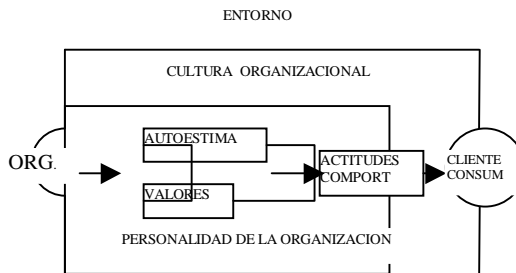 ENTORNO
CULTURA ORGANIZACIONAL
AUTOESTIMA
ORG.
ACTITUDES
COMPORT
CLIENTE
CONSUM
VALORES
PERSONALIDAD DE LA ORGANIZACION